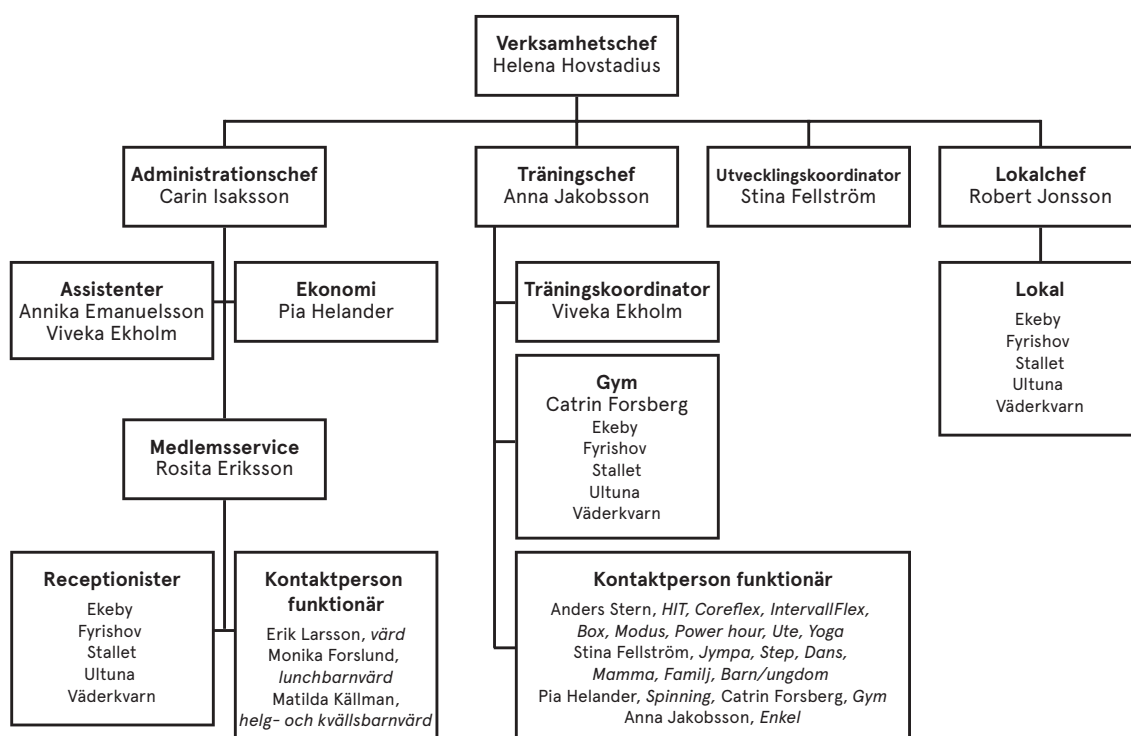 Verksamhetschef
Helena Hovstadius
Administrationschef
Carin Isaksson
Träningschef
Anna Jakobsson
Utvecklingskoordinator
Stina Fellström
Lokalchef
Robert Jonsson
Assistenter
Annika Emanuelsson
Viveka Ekholm
Ekonomi
Pia Helander
Träningskoordinator
Viveka Ekholm
Lokal
Ekeby
Fyrishov
Stallet
Ultuna
Väderkvarn
Gym
Catrin Forsberg
Ekeby
Fyrishov
Stallet
Ultuna
Väderkvarn
Medlemsservice
Rosita Eriksson
Receptionister
Ekeby
Fyrishov
Stallet
Ultuna
Väderkvarn
Kontaktperson
funktionär
Erik Larsson, värd
Monika Forslund,
lunchbarnvärd
Matilda Källman,
helg- och kvällsbarnvärd
Kontaktperson funktionär
Anders Stern, HIT, Coreflex, IntervallFlex,
Box, Modus, Power hour, Ute, Yoga
Stina Fellström, Jympa, Step, Dans,
Mamma, Familj, Barn/ungdom
Pia Helander, Spinning, Catrin Forsberg, Gym
Anna Jakobsson, Enkel